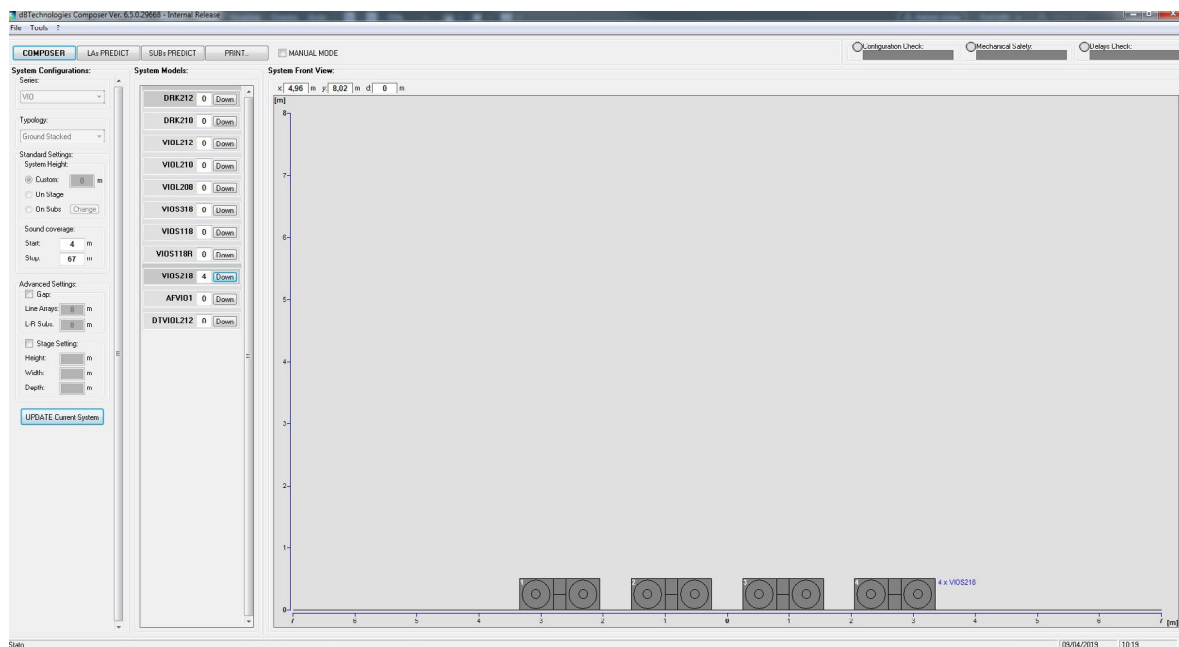 dBTechnologies Composer Ver. 6.5.0.29668 - Internal Release
File Tools ?
COMPOSER LAs PREDICT SUBs PREDICT PRINT... MANUAL MODE Configuration Check: Mechanical Safety: Delays Check:
System Configurations: System Models: System Front View:
Series:
VIO
Typology:
Ground Stacked
Standard Settings:
System Height:
Custom: 0 m
On Stage
On Subs Change
Sound coverage:
Start: 4 m
Stop: 67 m
Advanced Settings:
Gap:
Line Arrays: 0 m
L-R Subs: 0 m
Stage Setting:
Height: m
Width: m
Depth: m
UPDATE Current System
DRK212 0 Down
DRK210 0 Down
VIOL212 0 Down
VIOL210 0 Down
VIOL208 0 Down
VIOS318 0 Down
VIOS118 0 Down
VIOS118R 0 Down
VIOS218 4 Down
AFVIO1 0 Down
DTVIOL212 0 Down
x: 4,96 m y: 8,02 m d: 0 m
[m]
8
7
6
5
4
3
2
1
0
1 2 3 4 4 x VIOS218
7 6 5 4 3 2 1 0 1 2 3 4 5 6 7 [m]
Stato 09/04/2019 10:19